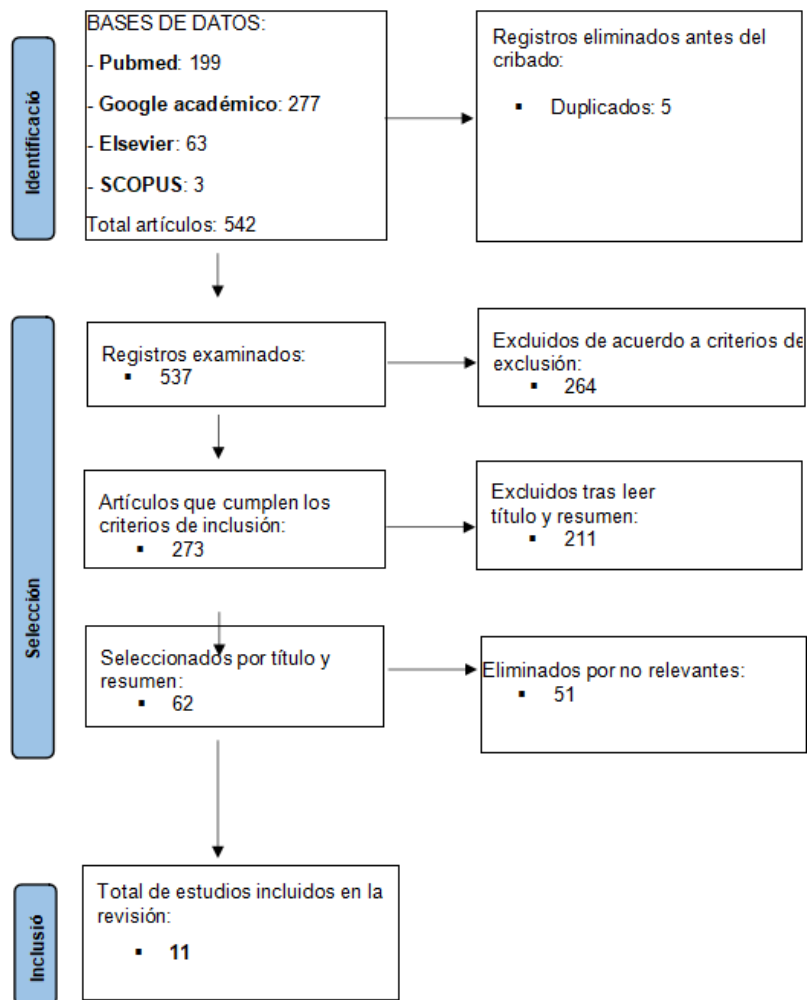 Identificació
BASES DE DATOS:
- Pubmed: 199
- Google académico: 277
- Elsevier: 63
- SCOPUS: 3
Total artículos: 542
Registros eliminados antes del
cribado:
▪ Duplicados: 5
Selección
Registros examinados:
▪ 537
Excluidos de acuerdo a criterios de
exclusión:
▪ 264
Artículos que cumplen los
criterios de inclusión:
▪ 273
Excluidos tras leer
título y resumen:
▪ 211
Seleccionados por título y
resumen:
▪ 62
Eliminados por no relevantes:
▪ 51
Inclusió
Total de estudios incluidos en la
revisión:
▪ 11